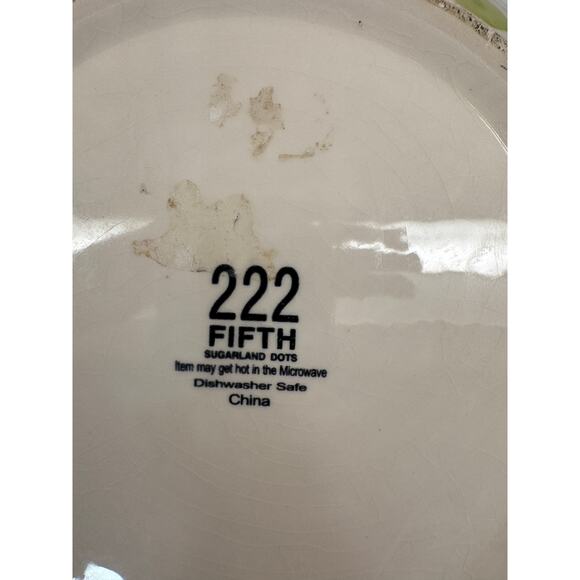 222
FIFTH
SUGARLAND DOTS
Item may get hot in the Microwave
Dishwasher Safe
China